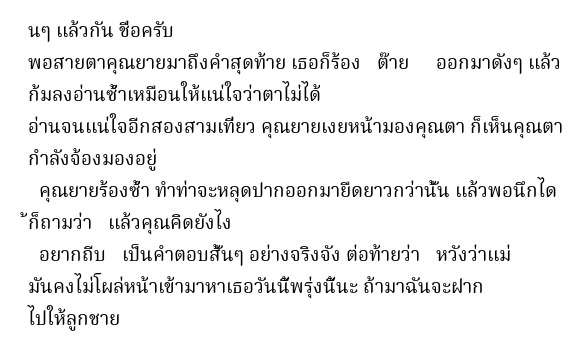 นๆ แล้วกัน ชื่อครับ
พอสายตาคุณยายมาถึงคำสุดท้าย เธอก็ร้อง ต๊าย ออกมาดังๆ แล้ว
ก้มลงอ่านซ้ำเหมือนให้แน่ใจว่าตาไม่ได้
อ่านจนแน่ใจอีกสองสามเที่ยว คุณยายเงยหน้ามองคุณตา ก็เห็นคุณตา
กำลังจ้องมองอยู่
คุณยายร้องซ้ำ ทำท่าจะหลุดปากออกมายืดยาวกว่านั้น แล้วพอนึกได
้ก็ถามว่า แล้วคุณคิดยังไง
อยากถีบ เป็นคำตอบสั้นๆ อย่างจริงจัง ต่อท้ายว่า หวังว่าแม่
มันคงไม่โผล่หน้าเข้ามาหาเธอวันนี้พรุ่งนี้นะ ถ้ามาฉันจะฝาก
ไปให้ลูกชาย